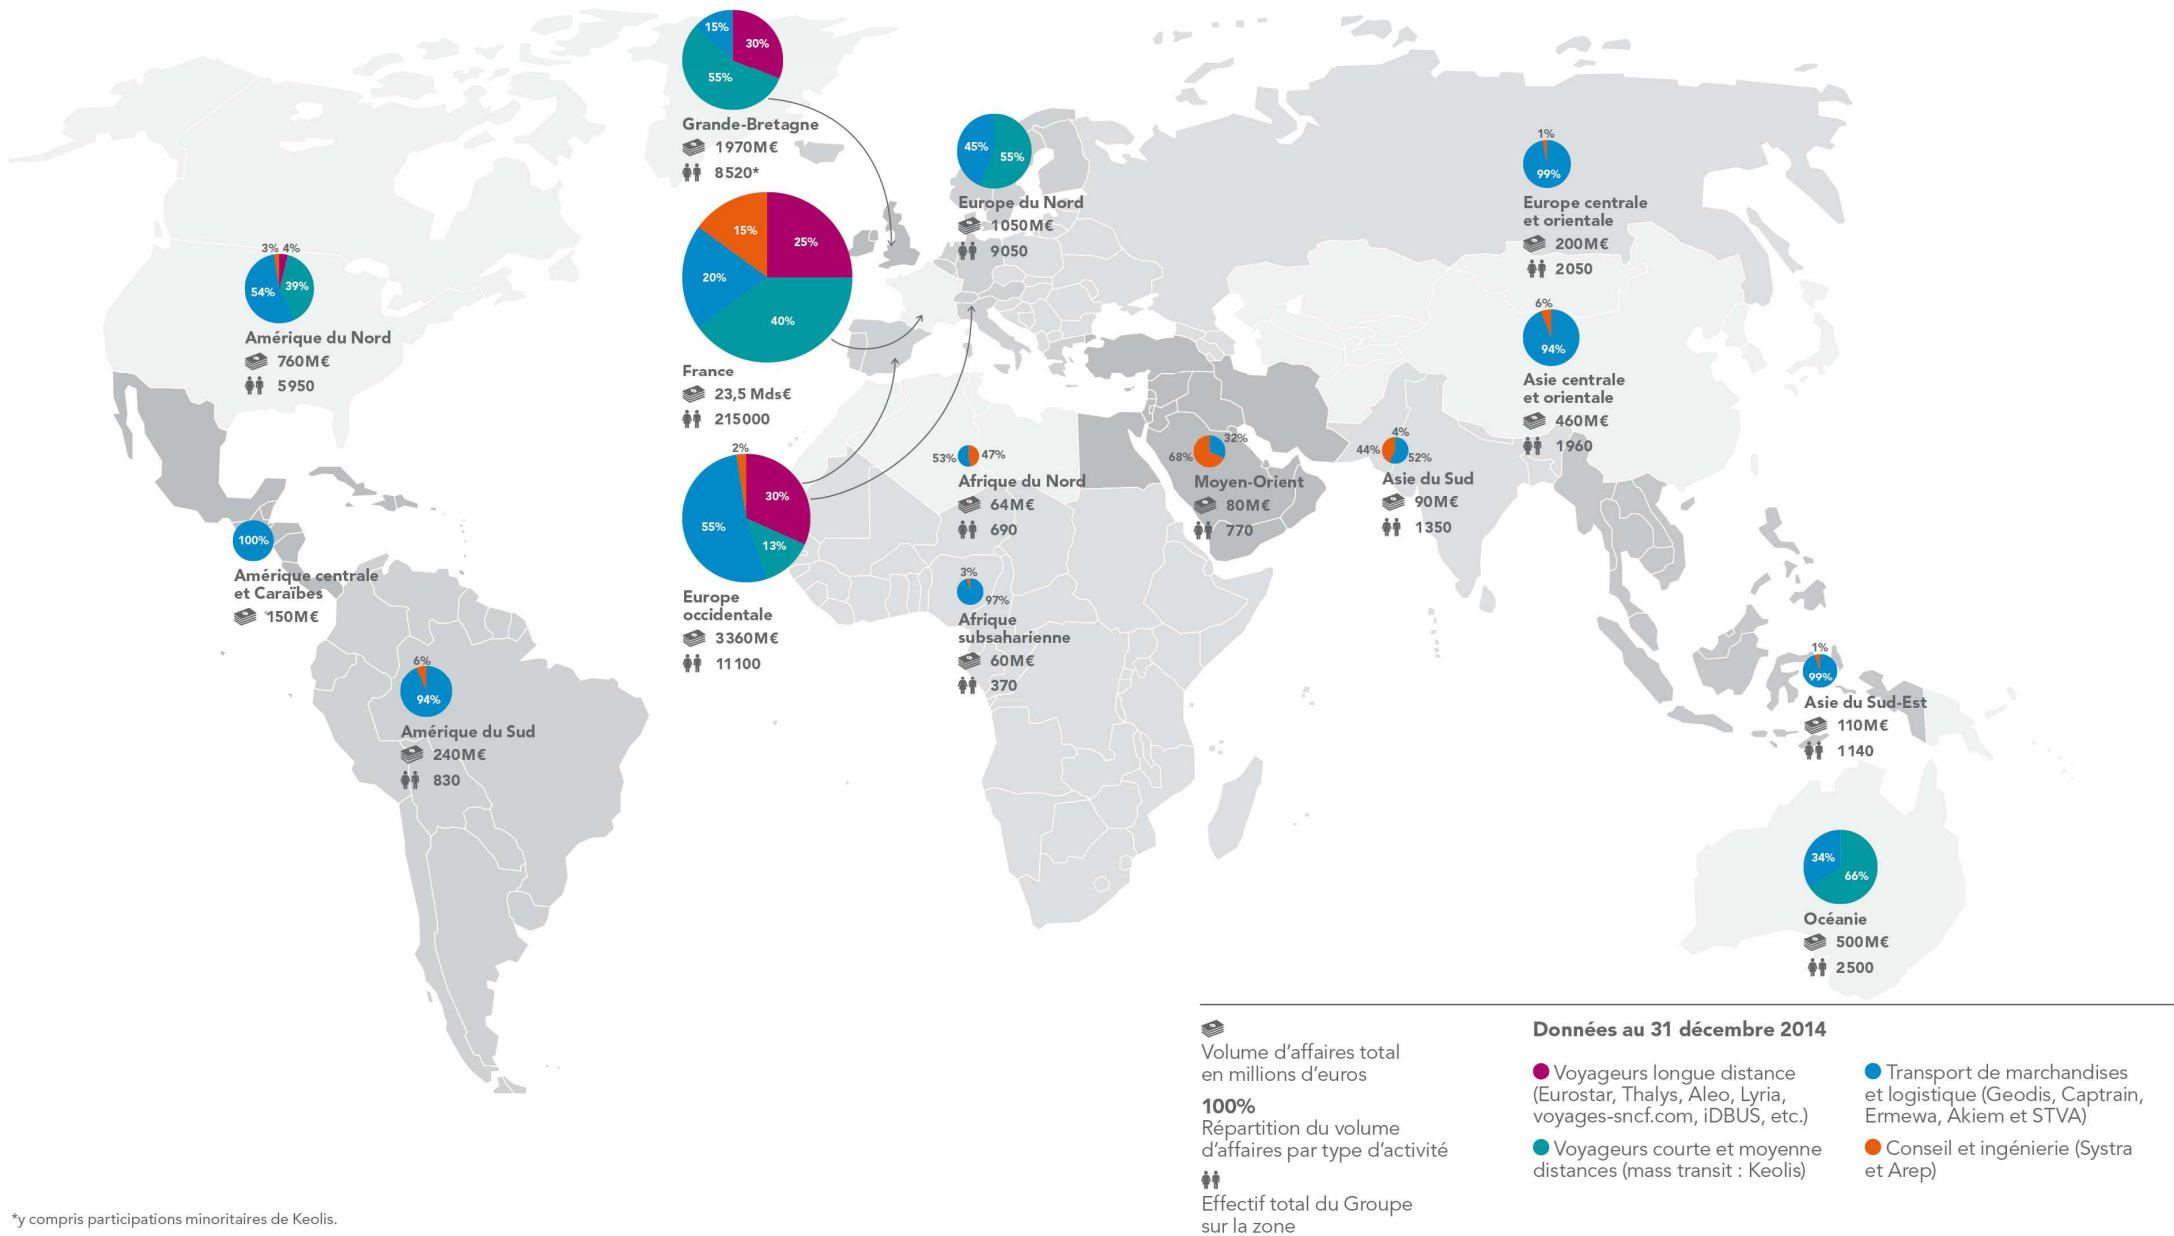 15%
30%
55%
Grande-Bretagne
1970M€
8520*
15%
25%
20%
40%
France
23,5 Mds€
215000
2%
30%
55%
13%
Europe
occidentale
3360M€
11100
3% 4%
54% 39%
Amérique du Nord
760M€
5950
100%
Amérique centrale
et Caraïbes
150M€
6%
94%
Amérique du Sud
240M€
830
45%
55%
Europe du Nord
1050M€
9050
53% 47%
Afrique du Nord
64M€
690
3%
97%
Afrique
subsaharienne
60M€
370
32%
68%
Moyen-Orient
80M€
770
4%
44%
52%
Asie du Sud
90M€
1350
1%
99%
Europe centrale
et orientale
200M€
2050
6%
94%
Asie centrale
et orientale
460M€
1960
1%
99%
Asie du Sud-Est
110M€
1140
34%
66%
Océanie
500M€
2500
Volume d'affaires total
en millions d'euros
100%
Répartition du volume
d'affaires par type d'activité
Effectif total du Groupe
sur la zone
Données au 31 décembre 2014
Voyageurs longue distance
(Eurostar, Thalys, Aleo, Lyria,
voyages-sncf.com, iDBUS, etc.)
Voyageurs courte et moyenne
distances (mass transit : Keolis)
Transport de marchandises
et logistique (Geodis, Captrain,
Ermewa, Akiem et STVA)
Conseil et ingénierie (Systra
et Arep)
*y compris participations minoritaires de Keolis.